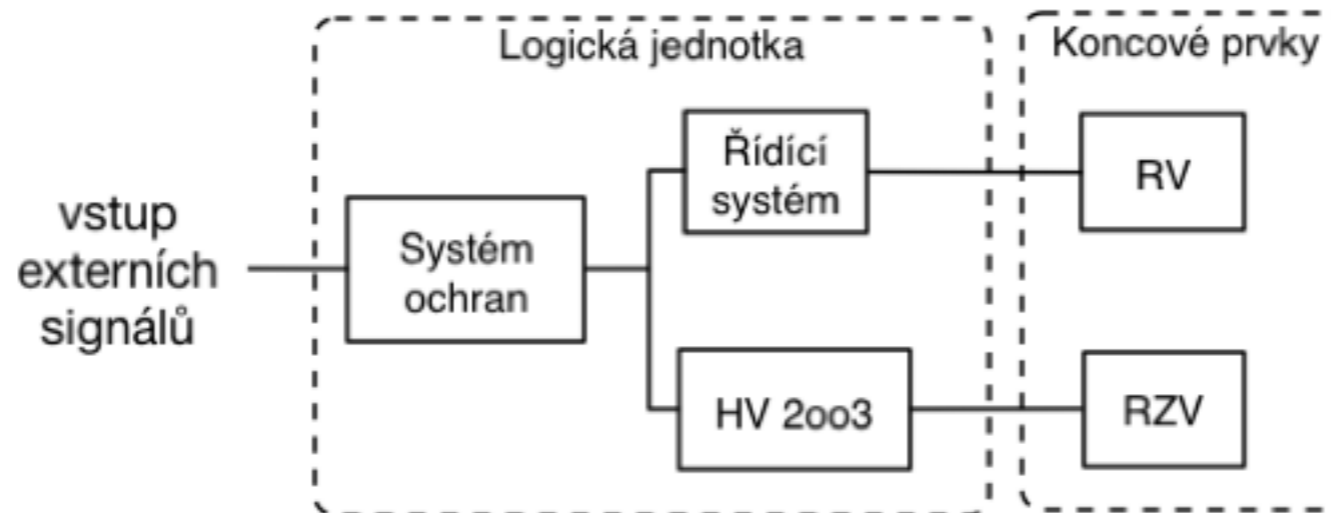 Logická jednotka
Koncové prvky
vstup
externích
signálů
Systém
ochran
Řídící
systém
RV
HV 2oo3
RZV